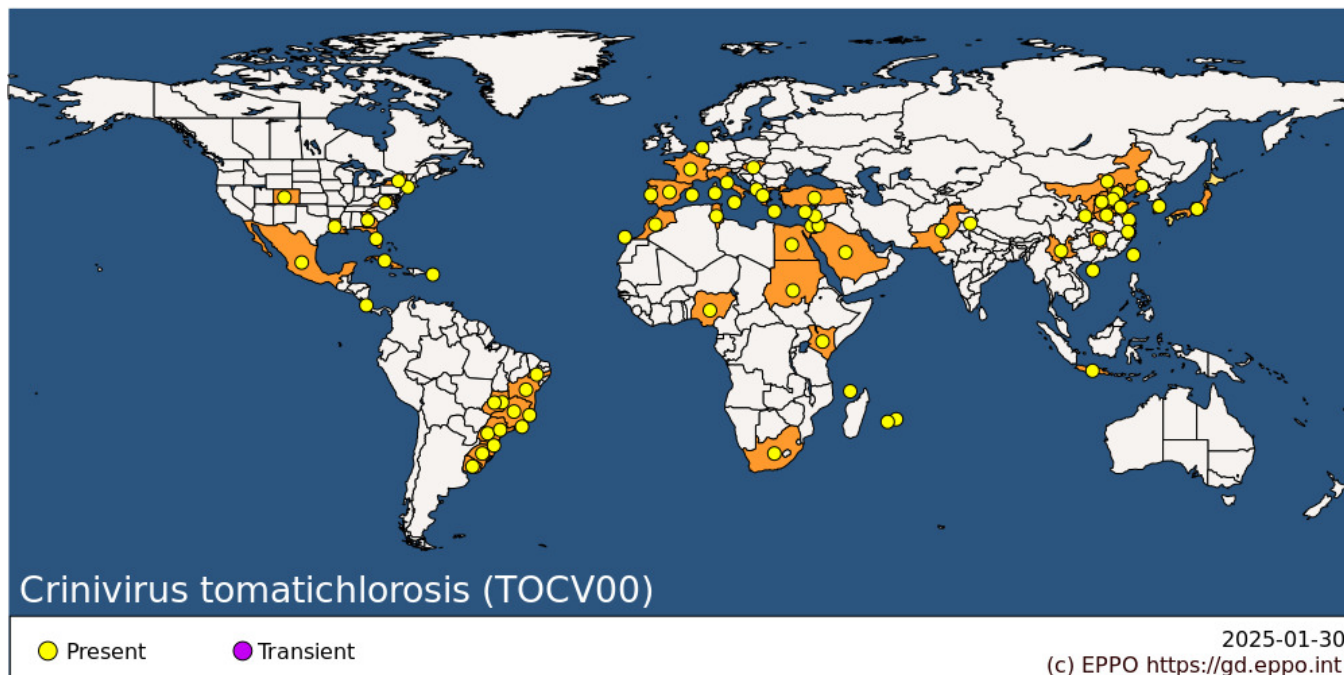 Crinivirus tomatichlorosis (TOCV00)
Present
Transient
2025-01-30
(c) EPPO https://gd.eppo.int